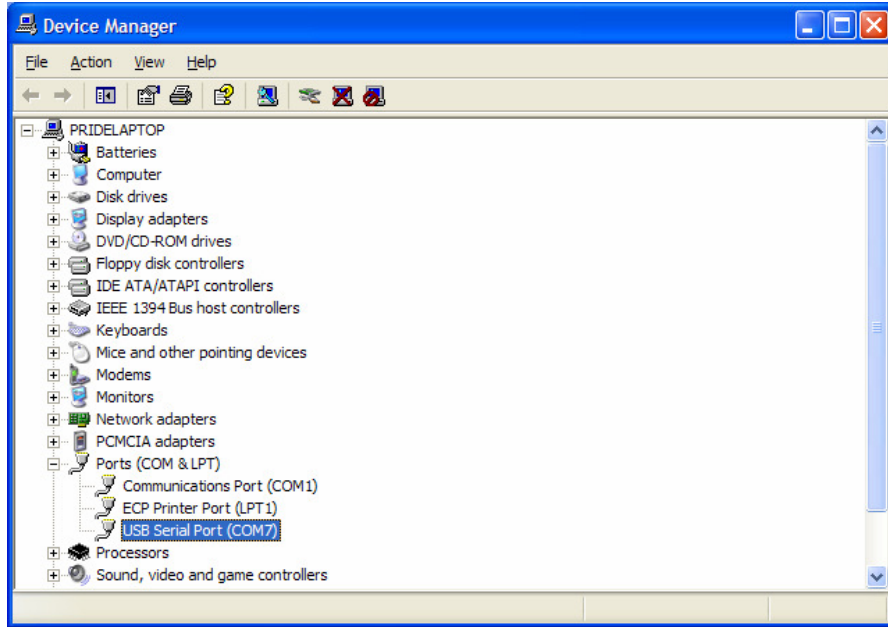 Device Manager
File Action View Help
PRIDELAPTOP
Batteries
Computer
Disk drives
Display adapters
DVD/CD-ROM drives
Floppy disk controllers
IDE ATA/ATAPI controllers
IEEE 1394 Bus host controllers
Keyboards
Mice and other pointing devices
Modems
Monitors
Network adapters
PCMCIA adapters
Ports (COM & LPT)
Communications Port (COM1)
ECP Printer Port (LPT1)
USB Serial Port (COM7)
Processors
Sound, video and game controllers